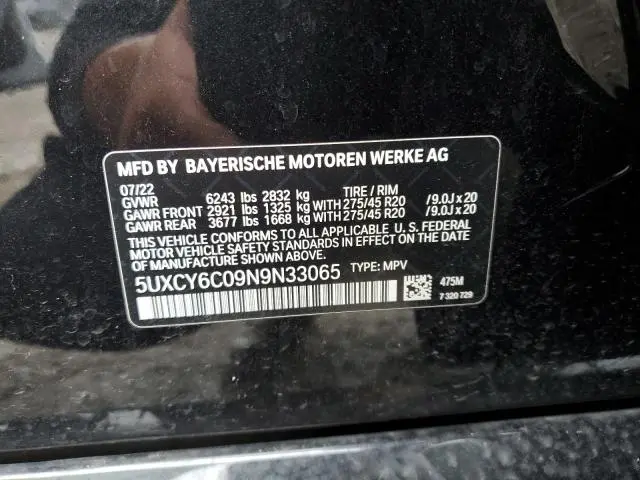 MFD BY BAYERISCHE MOTOREN WERKE AG
07/22
GVWR 6243 lbs 2832 kg TIRE / RIM
GAWR FRONT 2921 lbs 1325 kg WITH 275/45 R20 / 9.0J x 20
GAWR REAR 3677 lbs 1668 kg WITH 275/45 R20 / 9.0J x 20
THIS VEHICLE CONFORMS TO ALL APPLICABLE U. S. FEDERAL
MOTOR VEHICLE SAFETY STANDARDS IN EFFECT ON THE DATE
OF MANUFACTURE SHOWN ABOVE.
5UXCY6C09N9N33065 TYPE: MPV
475M
7 320 729